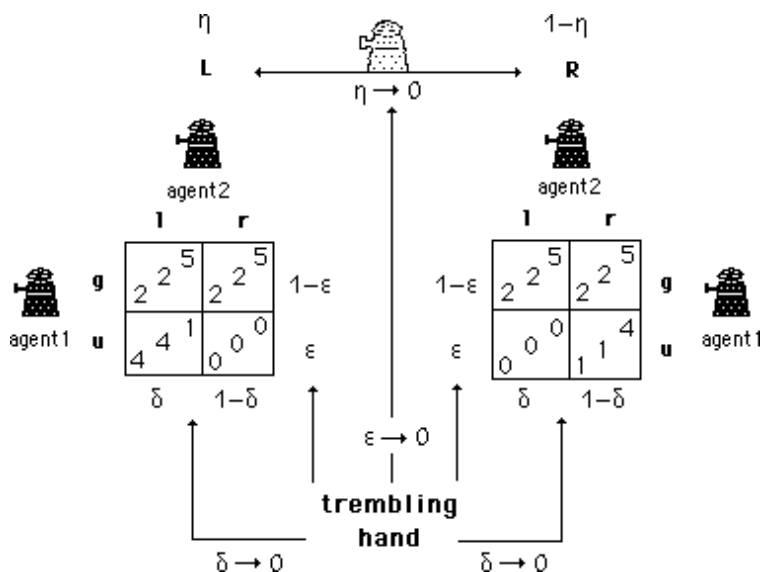 η 1–η
L R
η → 0
agent2 agent2
l r l r
2 2 5 2 2 5 2 2 5 2 2 5
g 1–ε 1–ε g
agent1 agent1
u 4 4 1 0 0 0 ε ε 0 0 0 1 1 4 u
δ 1–δ δ 1–δ
ε → 0
trembling
hand
δ → 0 δ → 0